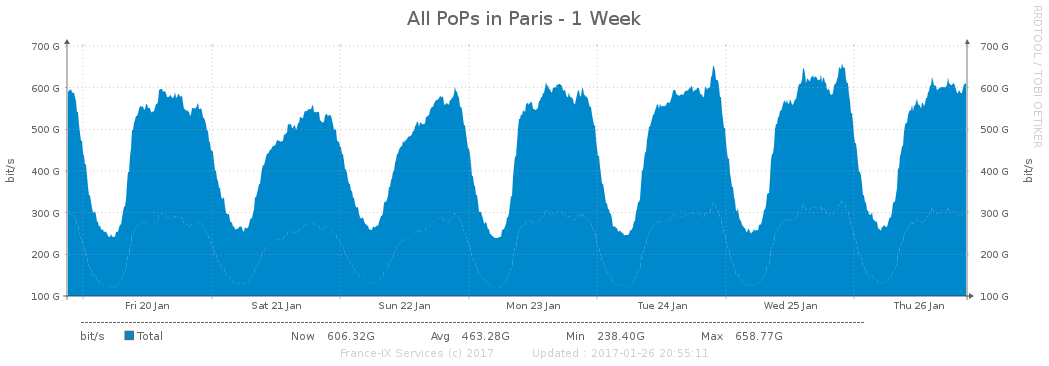 All PoPs in Paris - 1 Week
RRDTOOL / TOBI OETIKER
700 G 700 G
600 G 600 G
500 G 500 G
400 G 400 G
300 G 300 G
200 G 200 G
100 G 100 G
bit/s bit/s
Fri 20 Jan Sat 21 Jan Sun 22 Jan Mon 23 Jan Tue 24 Jan Wed 25 Jan Thu 26 Jan
bit/s Total Now 606.32G Avg 463.28G Min 238.40G Max 658.77G
France-IX Services (c) 2017 Updated : 2017-01-26 20:55:11